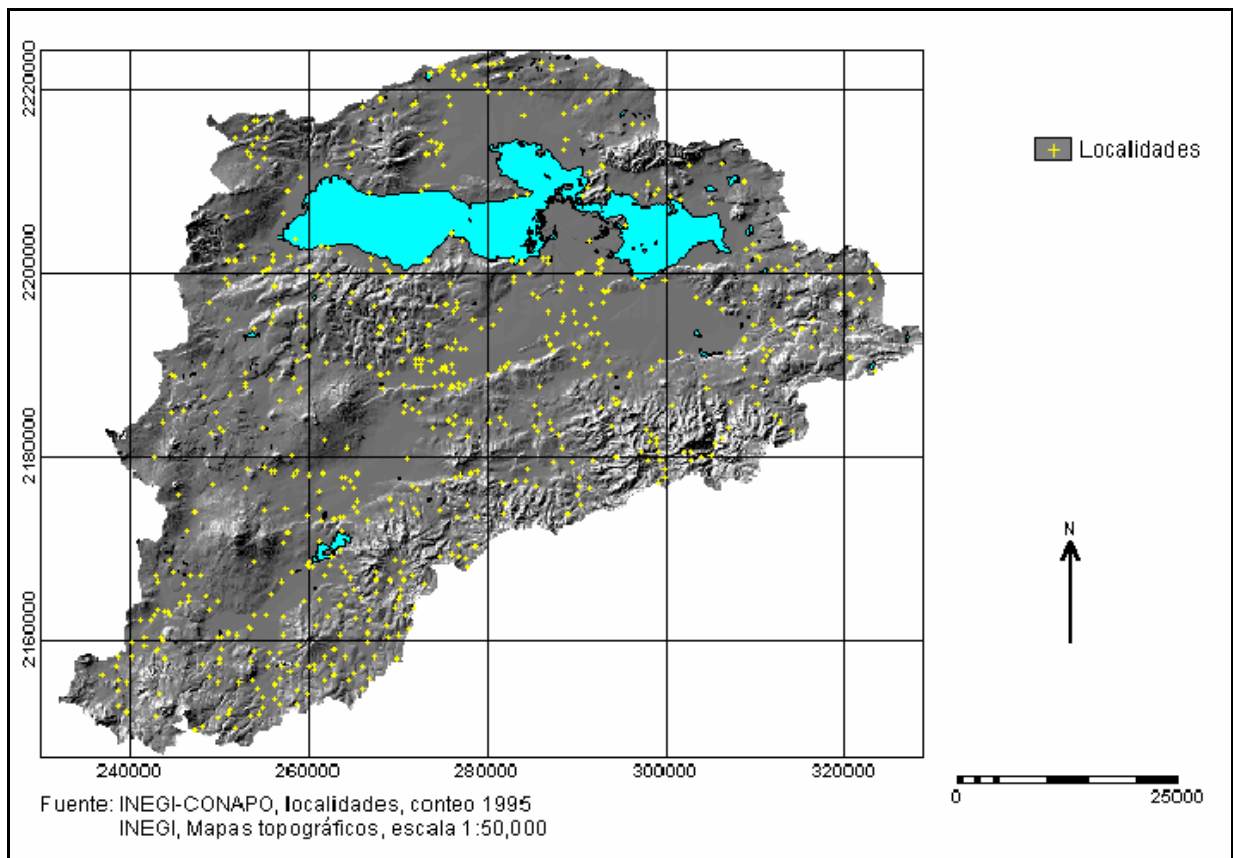 2220000
2200000
2180000
2160000
240000 260000 280000 300000 320000
Localidades
N
0 25000
Fuente: INEGI-CONAPO, localidades, conteo 1995
INEGI, Mapas topográficos, escala 1:50,000